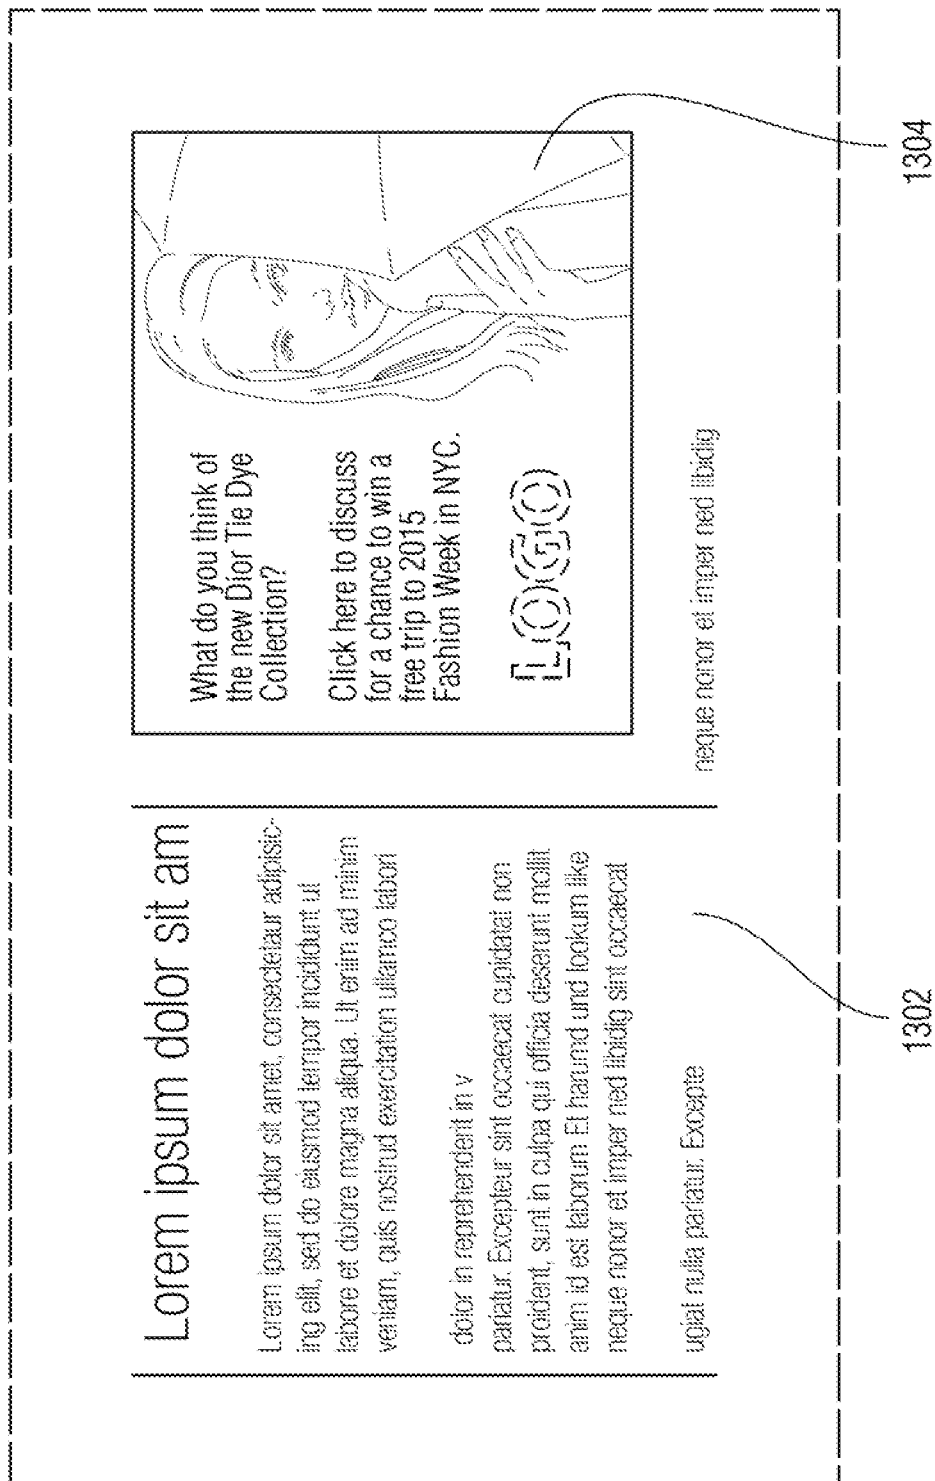 Lorem ipsum dolor sit am
Lorem ipsum dolor sit amet, consectetaur adipisic-
ing elit, sed do eiusmod tempor incididunt ut
labore et dolore magna aliqua. Ut enim ad minim
veniam, quis nostrud exercitation ullamco labori
dolor in reprehenderit in v
pariatur. Excepteur sint occaecat cupidatat non
proident, sunt in culpa qui officia deserunt mollit
anim id est laborum Et harumd und lookum like
neque nonor et imper ned libidig sint occaecat
ugiat nulla pariatur. Excepte
What do you think of
the new Dior Tie Dye
Collection?
Click here to discuss
for a chance to win a
free trip to 2015
Fashion Week in NYC.
LOGO
neque nonor et imper ned libidig
1302
1304